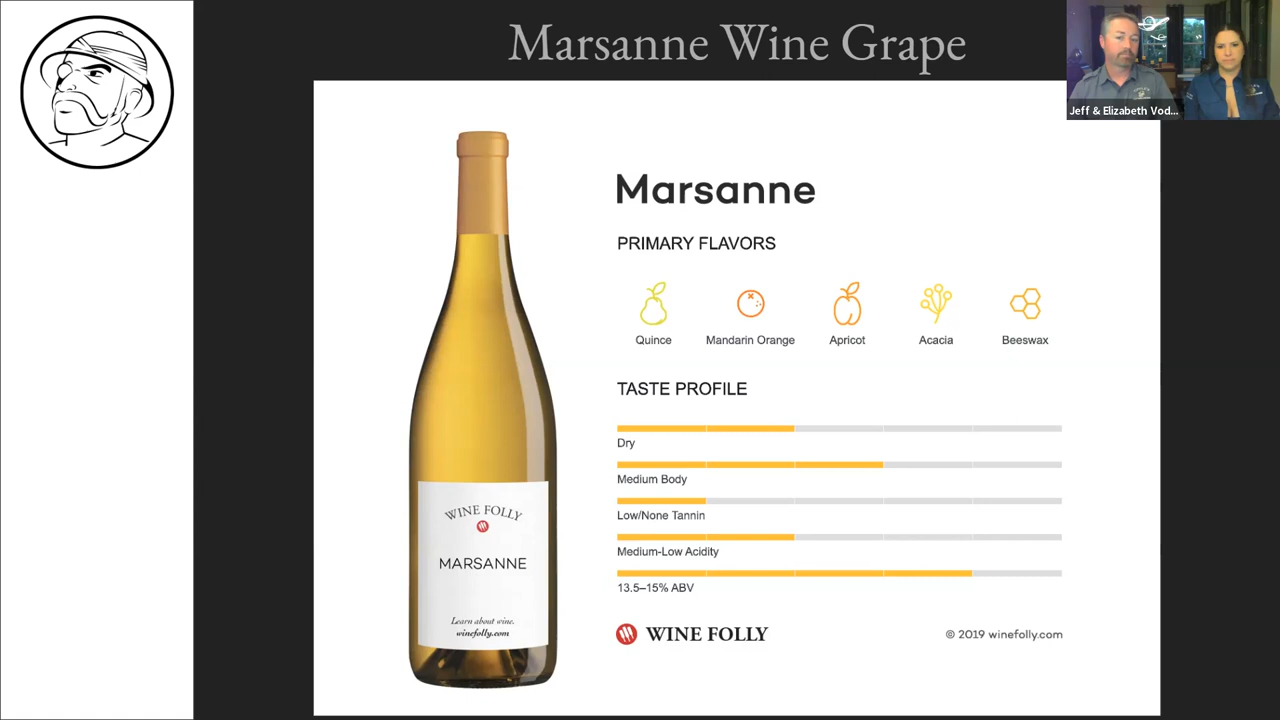 Marsanne Wine Grape
Jeff & Elizabeth Vod...
Marsanne
PRIMARY FLAVORS
Quince
Mandarin Orange
Apricot
Acacia
Beeswax
TASTE PROFILE
Dry
Medium Body
Low/None Tannin
Medium-Low Acidity
13.5–15% ABV
WINE FOLLY
© 2019 winefolly.com
WINE FOLLY
MARSANNE
Learn about wine.
winefolly.com